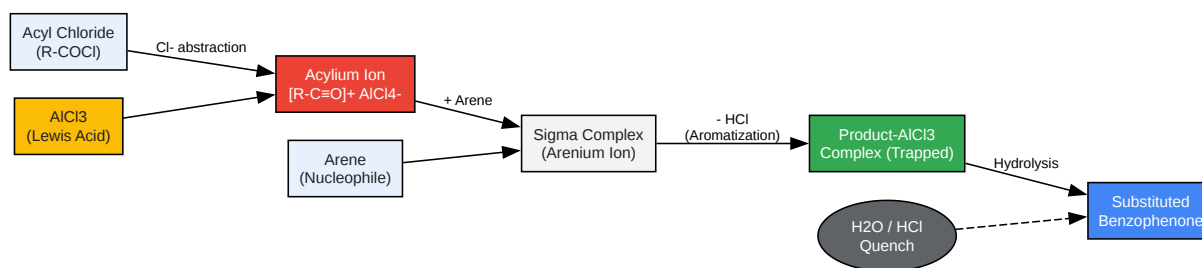 Acyl Chloride
(R-COCl)
Cl- abstraction
AlCl3
(Lewis Acid)
Acylium Ion
[R-C≡O]+ AlCl4-
+ Arene
Arene
(Nucleophile)
Sigma Complex
(Arenium Ion)
- HCl
(Aromatization)
Product-AlCl3
Complex (Trapped)
Hydrolysis
H2O / HCl
Quench
Substituted
Benzophenone